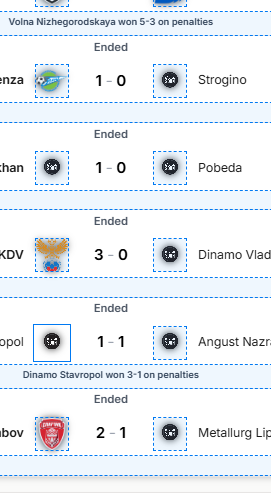 Volna Nizhegorodskaya won 5-3 on penalties
Ended
enza 1 - 0 Strogino
Ended
khan 1 - 0 Pobeda
Ended
KDV 3 - 0 Dinamo Vlad
Ended
opol 1 - 1 Angust Nazra
Dinamo Stavropol won 3-1 on penalties
Ended
nbov 2 - 1 Metallurg Lip